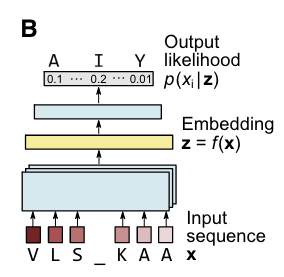 B
Output
likelihood
p(xᵢ|z)
A I Y
0.1 ··· 0.2 ··· 0.01
Embedding
z = f(x)
Input
sequence
x
V L S _ K A A